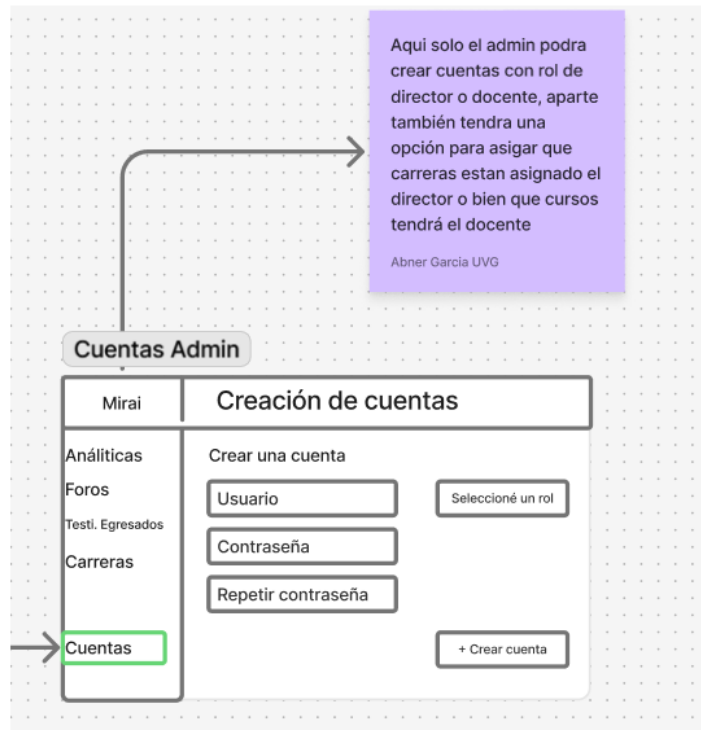 Aqui solo el admin podra
crear cuentas con rol de
director o docente, aparte
también tendra una
opción para asigar que
carreras estan asignado el
director o bien que cursos
tendrá el docente
Abner Garcia UVG
Cuentas Admin
Mirai
Creación de cuentas
Análiticas
Foros
Testi. Egresados
Carreras
Cuentas
Crear una cuenta
Usuario
Seleccioné un rol
Contraseña
Repetir contraseña
+ Crear cuenta